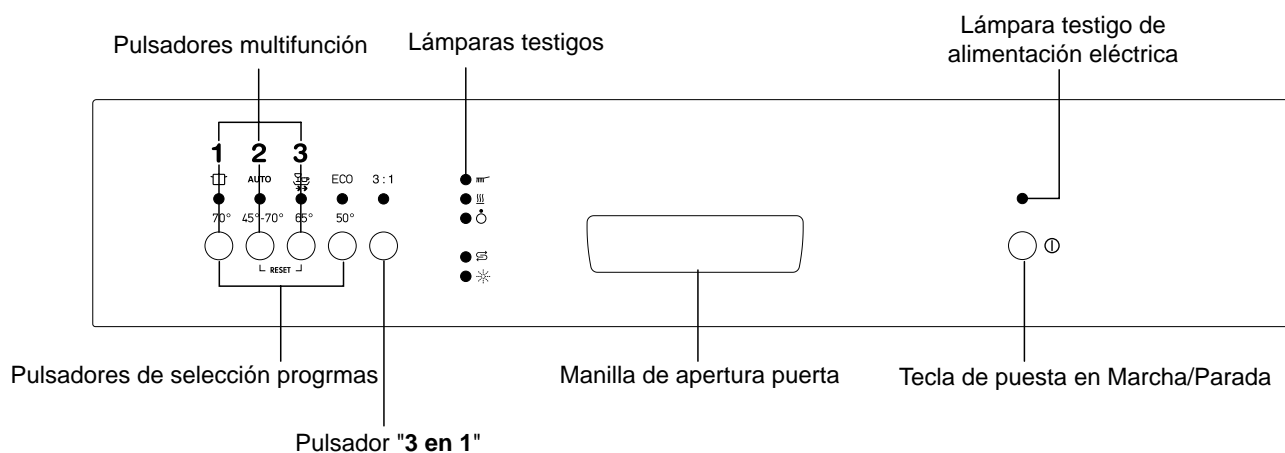 Pulsadores multifunción
Lámparas testigos
Lámpara testigo de
alimentación eléctrica
1 2 3
AUTO ECO 3 : 1
70° 45°-70° 65° 50°
RESET
Pulsadores de selección progrmas
Manilla de apertura puerta
Tecla de puesta en Marcha/Parada
Pulsador "3 en 1"